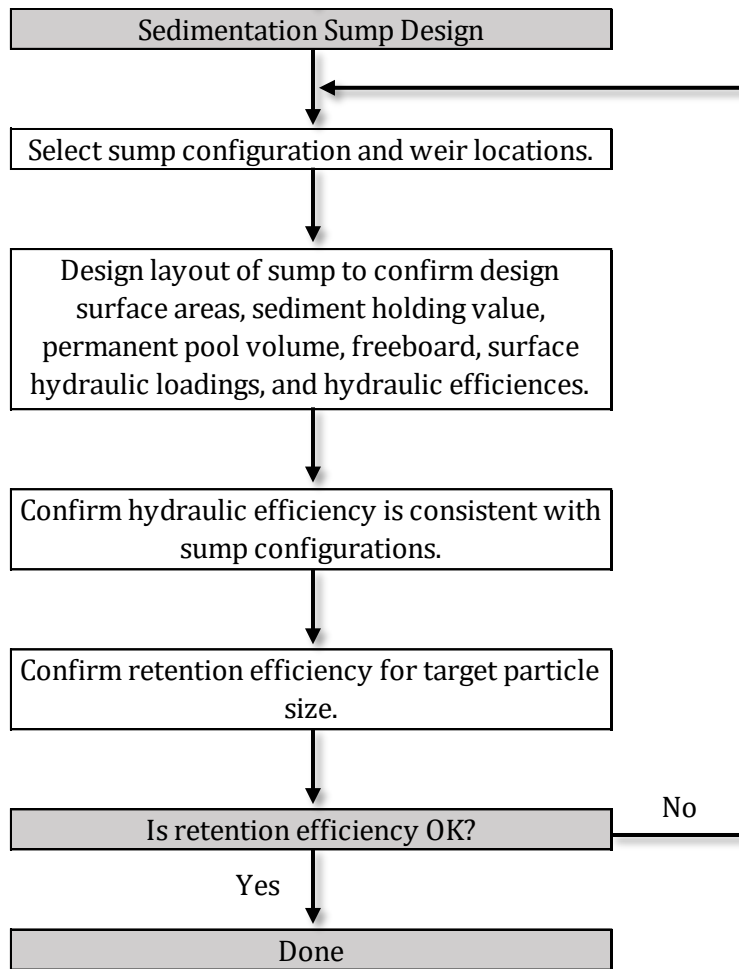 Sedimentation Sump Design
Select sump configuration and weir locations.
Design layout of sump to confirm design
surface areas, sediment holding value,
permanent pool volume, freeboard, surface
hydraulic loadings, and hydraulic efficiences.
Confirm hydraulic efficiency is consistent with
sump configurations.
Confirm retention efficiency for target particle
size.
Is retention efficiency OK?
No
Yes
Done